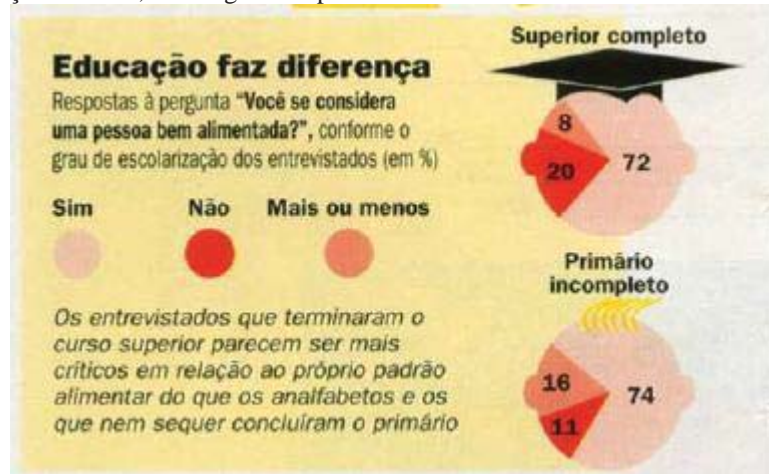 Educação faz diferença
Respostas à pergunta “Você se considera
uma pessoa bem alimentada?”, conforme o
grau de escolarização dos entrevistados (em %)
Sim
Não
Mais ou menos
Os entrevistados que terminaram o
curso superior parecem ser mais
críticos em relação ao próprio padrão
alimentar do que os analfabetos e os
que nem sequer concluíram o primário
Superior completo
8
20
72
Primário
incompleto
16
11
74